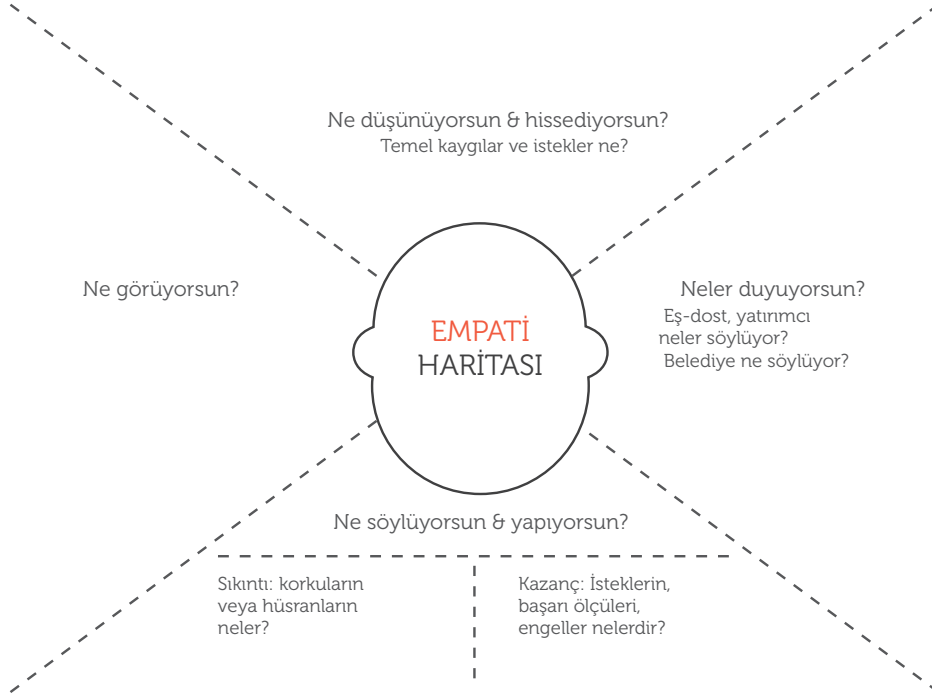 Ne düşünüyorsun & hissediyorsun?
Temel kaygılar ve istekler ne?
Ne görüyorsun?
EMPATİ
HARİTASI
Neler duyuyorsun?
Eş-dost, yatırımcı
neler söylüyor?
Belediye ne söylüyor?
Ne söylüyorsun & yapıyorsun?
Sıkıntı: korkuların
veya hüsranların
neler?
Kazanç: İsteklerin,
başarı ölçüleri,
engeller nelerdir?